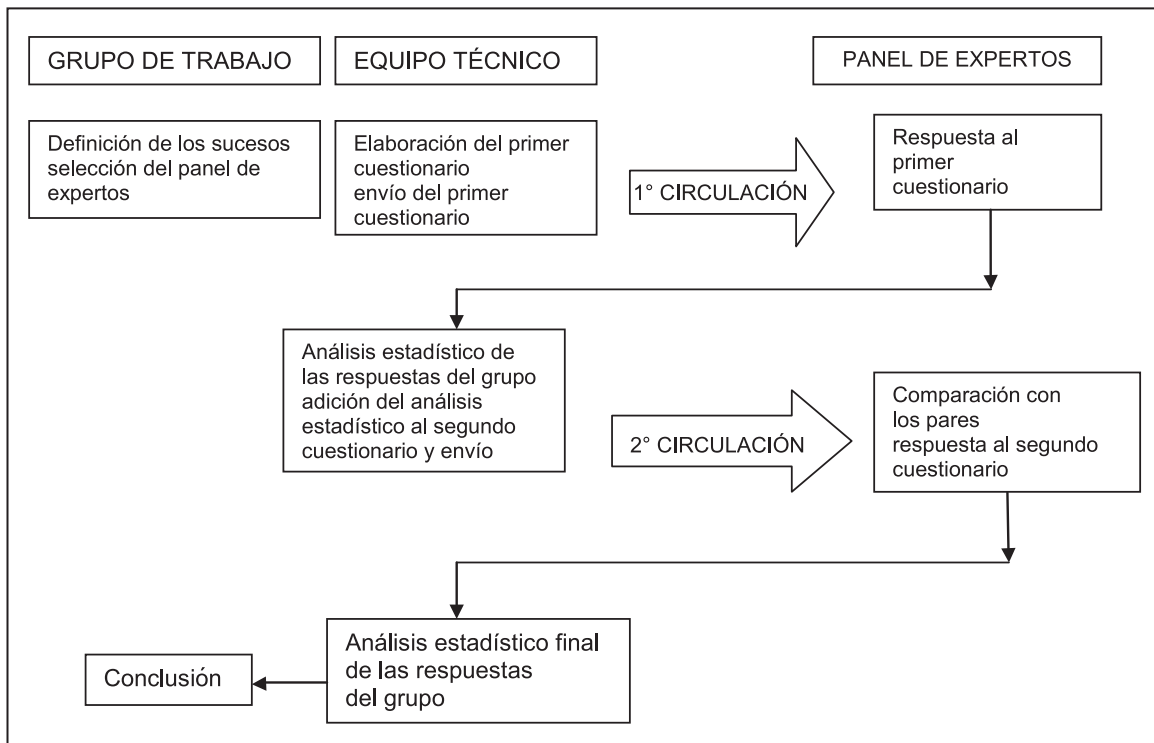 GRUPO DE TRABAJO
EQUIPO TÉCNICO
PANEL DE EXPERTOS
Definición de los sucesos
selección del panel de
expertos
Elaboración del primer
cuestionario
envío del primer
cuestionario
1° CIRCULACIÓN
Respuesta al
primer
cuestionario
Análisis estadístico de
las respuestas del grupo
adición del análisis
estadístico al segundo
cuestionario y envío
2° CIRCULACIÓN
Comparación con
los pares
respuesta al segundo
cuestionario
Análisis estadístico final
de las respuestas
del grupo
Conclusión